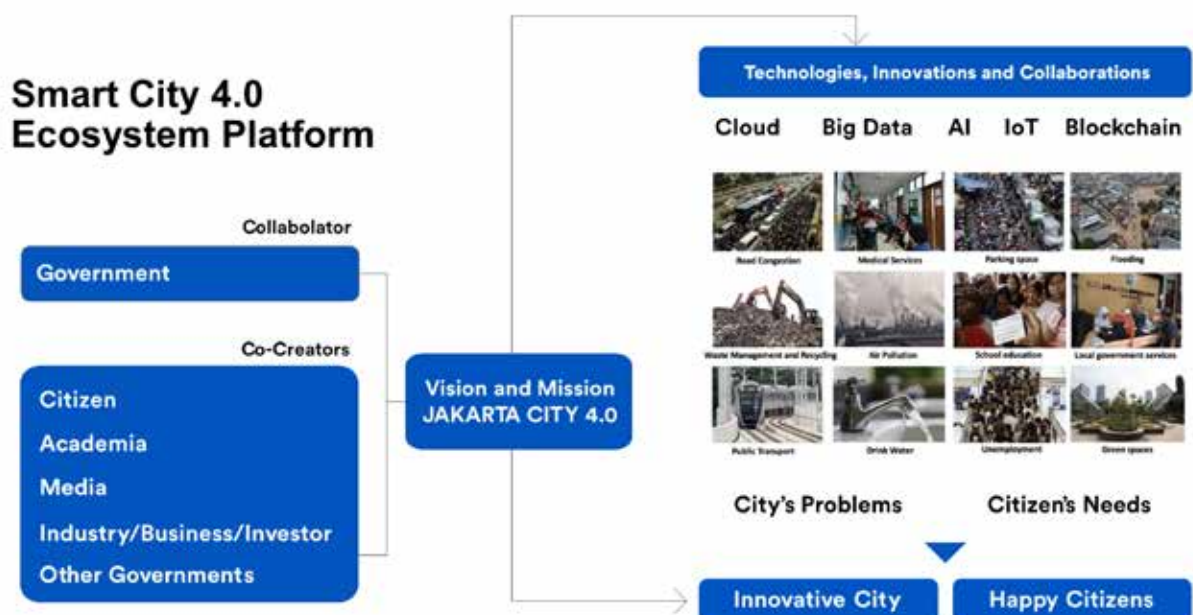 Smart City 4.0
Ecosystem Platform
Collabolator
Government
Co-Creators
Citizen
Academia
Media
Industry/Business/Investor
Other Governments
Vision and Mission
JAKARTA CITY 4.0
Technologies, Innovations and Collaborations
Cloud Big Data AI IoT Blockchain
Road Congestion Medical Services Parking space Flooding
Waste Management and Recycling Air Pollution School education Local government services
Public Transport Drink Water Unemployment Green spaces
City's Problems Citizen's Needs
Innovative City Happy Citizens